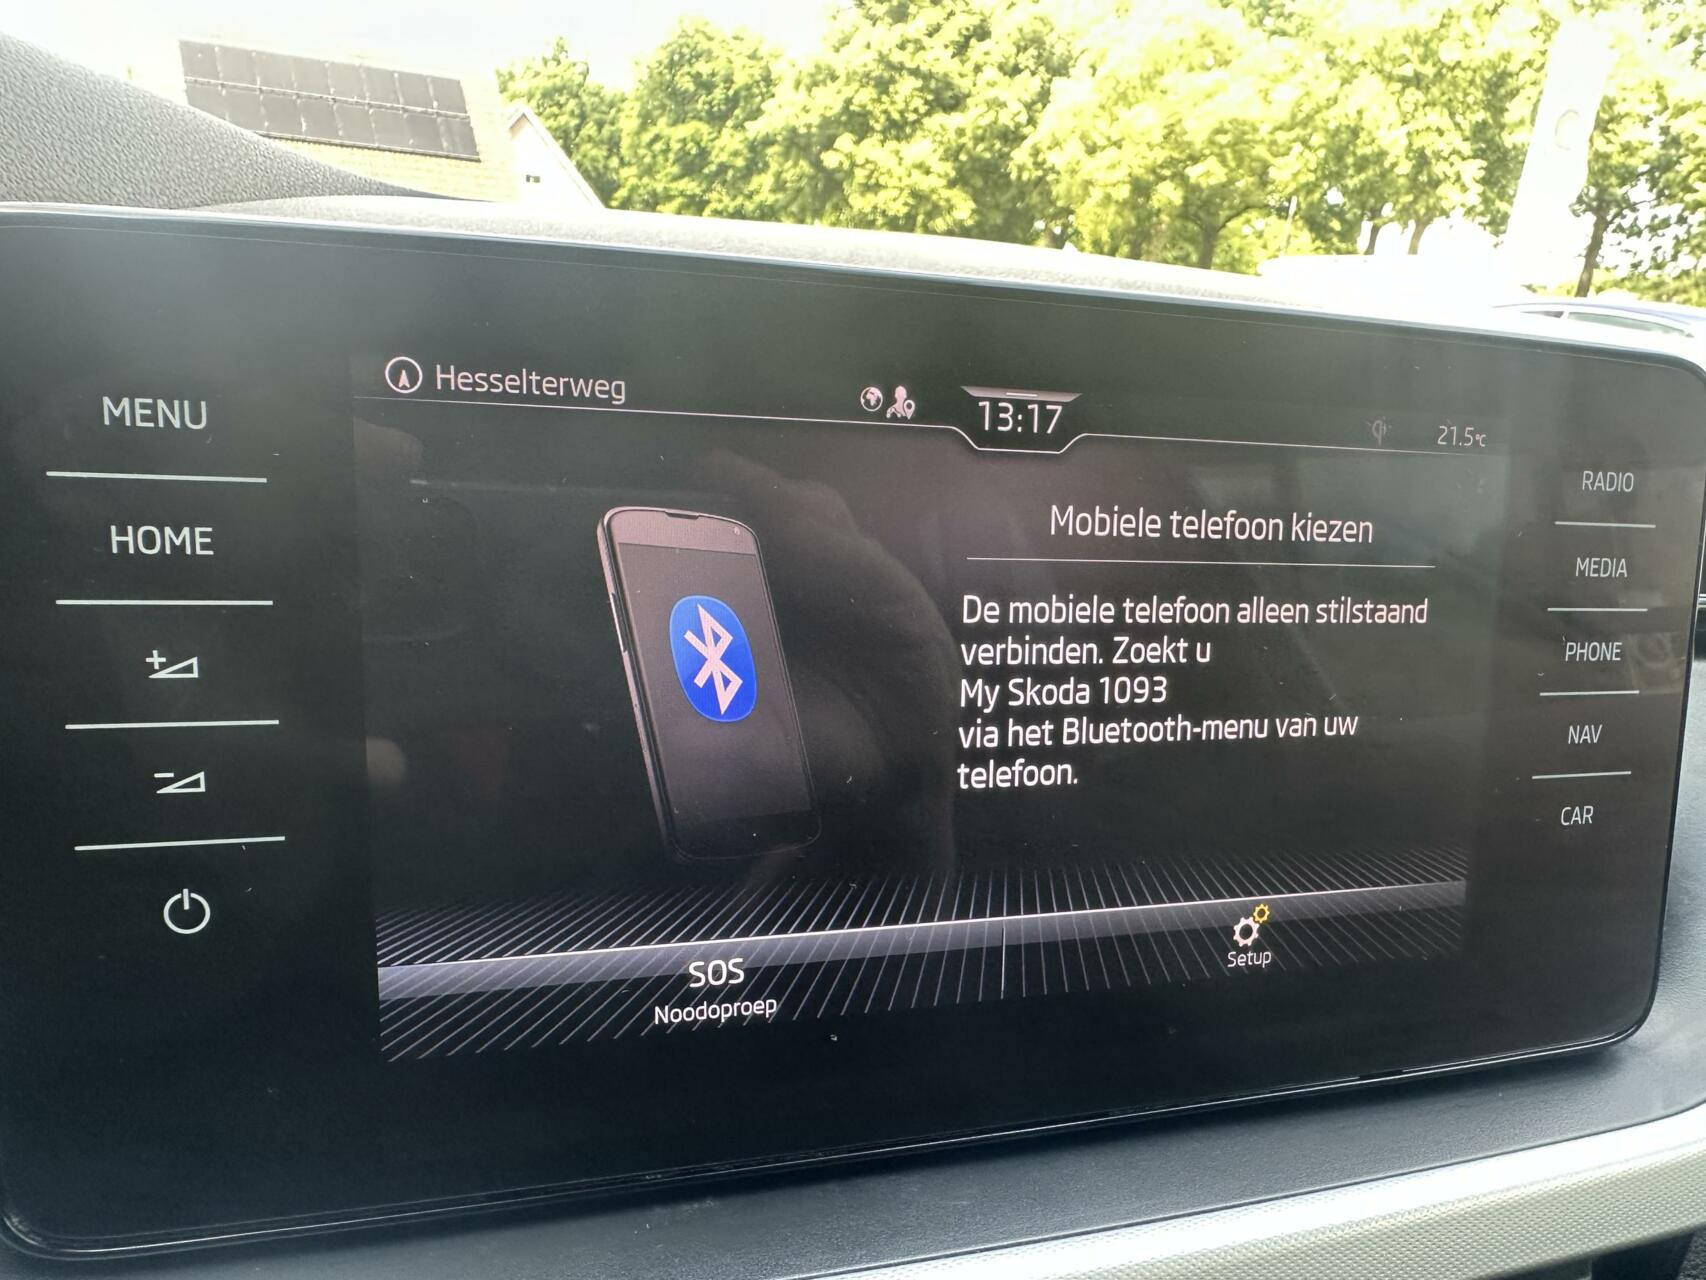 Hesselterweg
13:17
21.5°C
MENU
HOME
Mobiele telefoon kiezen
De mobiele telefoon alleen stilstaand
verbinden. Zoekt u
My Skoda 1093
via het Bluetooth-menu van uw
telefoon.
RADIO
MEDIA
PHONE
NAV
CAR
SOS
Noodoproep
Setup